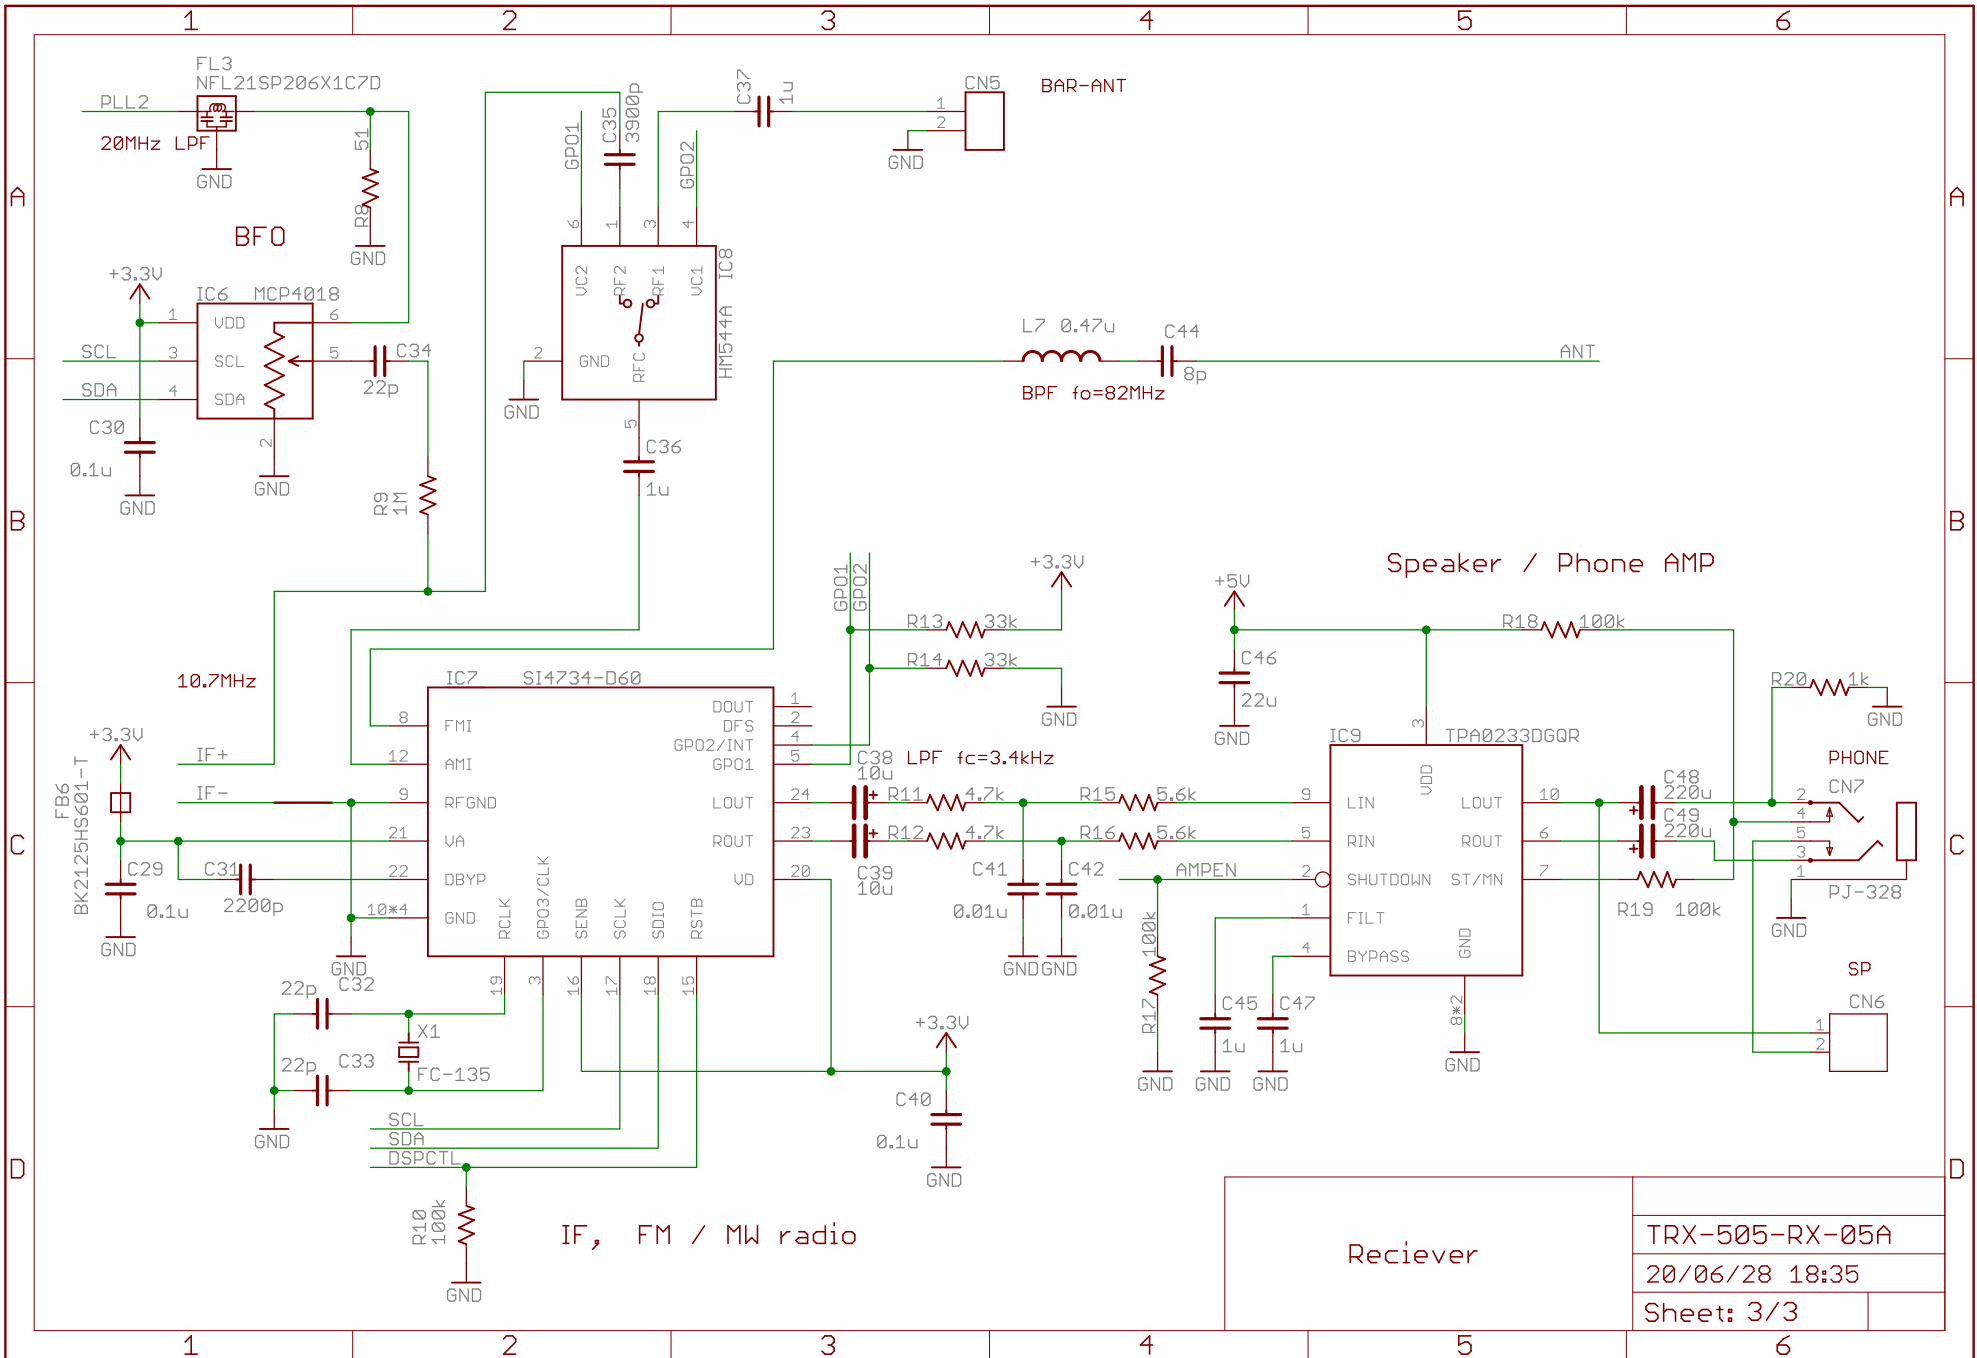 1 2 3 4 5 6
FL3
NFL21SP206X1C7D
PLL2
20MHz LPF
GND
51
R8
GND
BFO
+3.3V
IC6 MCP4018
1 VDD 6
SCL 3 SCL 5
SDA 4 SDA
2
C34
22p
C30
0.1u
GND
GND
R9
1M
GPO1
C35
3900p
GPO2
C37
1u
CN5
1
2
GND
BAR-ANT
6 1 3 4
VC2 RF2 RF1 VC1
IC8
HM544A
2 GND
RFC
GND
5
C36
1u
L7 0.47u
C44
8p
ANT
BPF fo=82MHz
A A
B B
C C
D D
10.7MHz
IF+
IF-
+3.3V
FB6
BK2125HS601-T
C29
0.1u
GND
C31
2200p
GND
IC7 SI4734-D60
8 FMI
12 AMI
9 RFGND
21 VA
22 DBYP
10*4 GND
DOUT 1
DFS 2
GPO2/INT 4
GPO1 5
LOUT 24
ROUT 23
VD 20
RCLK GPO3/CLK SENB SCLK SDIO RSTB
19 3 16 17 18 15
22p C32
22p C33
X1
FC-135
GND
SCL
SDA
DSPCTL
R10
100k
GND
IF, FM / MW radio
GPO1
GPO2
R13 33k
R14 33k
+3.3V
GND
C38
10u
LPF fc=3.4kHz
R11 4.7k R15 5.6k
R12 4.7k R16 5.6k
C39
10u
C41
0.01u
C42
0.01u
GND GND
+3.3V
C40
0.1u
GND
Speaker / Phone AMP
+5V
C46
22u
GND
R18 100k
R20 1k
GND
IC9 TPA0233DGQR
3
VDD
9 LIN LOUT 10
5 RIN ROUT 6
AMPEN 2 SHUTDOWN ST/MN 7
1 FILT
4 BYPASS
GND
8*2
GND
R17
100k
GND
C45
1u
GND
C47
1u
GND
C48
220u
C49
220u
R19 100k
PHONE
CN7
2
4
5
3
1
PJ-328
GND
SP
CN6
1
2
Reciever
TRX-505-RX-05A
20/06/28 18:35
Sheet: 3/3
1 2 3 4 5 6